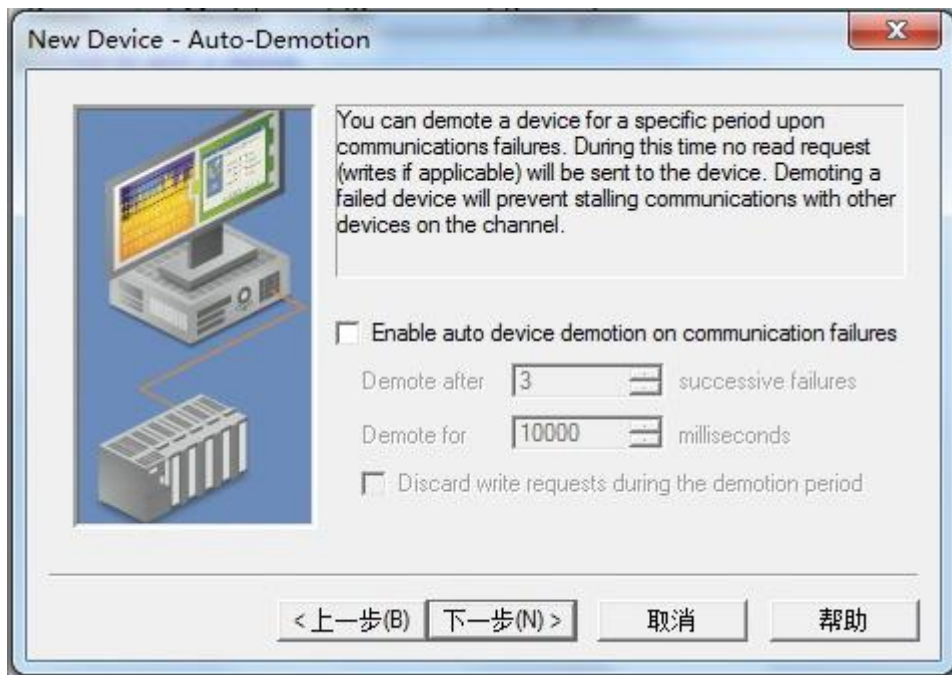 New Device - Auto-Demotion
You can demote a device for a specific period upon
communications failures. During this time no read request
(writes if applicable) will be sent to the device. Demoting a
failed device will prevent stalling communications with other
devices on the channel.
Enable auto device demotion on communication failures
Demote after 3 successive failures
Demote for 10000 milliseconds
Discard write requests during the demotion period
< 上一步(B) 下一步(N) > 取消 帮助